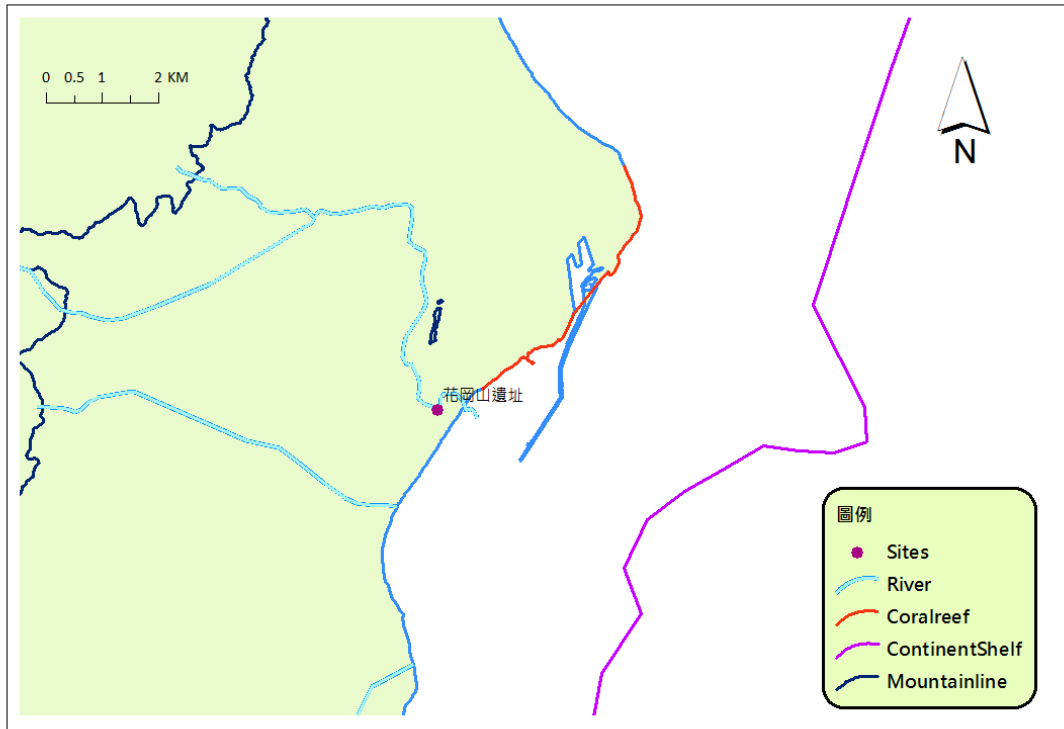 0 0.5 1 2 KM
N
花岡山遺址
圖例
Sites
River
Coralreef
ContinentShelf
Mountainline